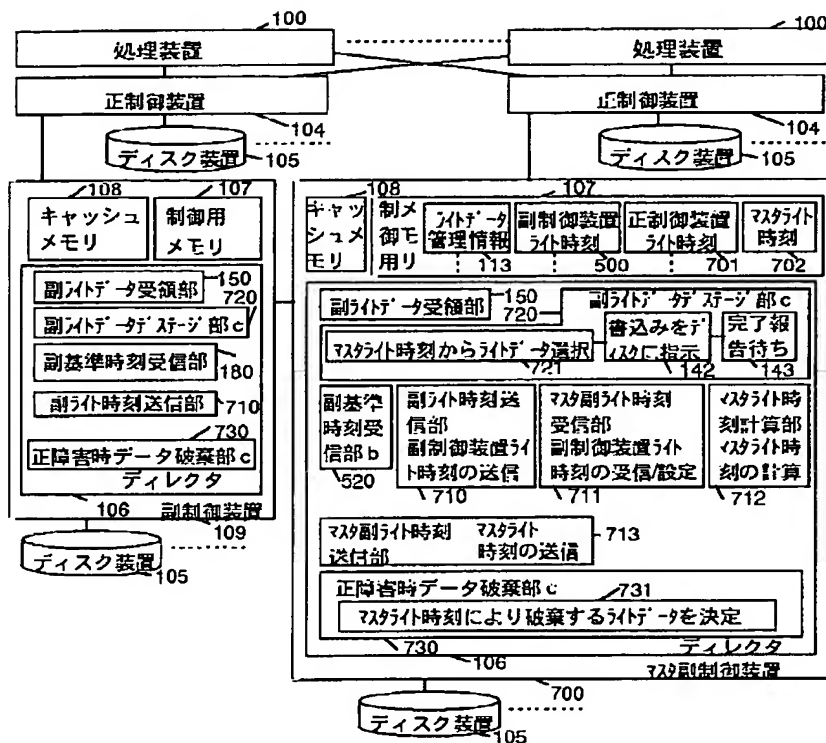 100
処理装置
100
処理装置
正制御装置
104
正制御装置
104
ディスク装置
105
ディスク装置
105
108
キャッシュ
メモリ
107
制御用
メモリ
150
副ライトデータ受領部
720
副ライトデータデステージ部c
副基準時刻受信部
180
副ライト時刻送信部
710
730
正障害時データ破棄部c
ディレクタ
106
副制御装置
109
ディスク装置
105
108
キャッ
シュメ
モリ
107
制メ
御モ
用リ
ライトデータ
管理情報
113
副制御装置
ライト時刻
500
正制御装置
ライト時刻
701
マスタライト
時刻
702
副ライトデータ受領部
150
720
副ライトデータデステージ部c
マスタライト時刻からライトデータ選択
721
書込みをデ
ィスクに指示
142
完了報
告待ち
143
副基準
時刻受
信部b
520
副ライト時刻送
信部
副制御装置ライ
ト時刻の送信
710
マスタ副ライト時刻
受信部
副制御装置ライト
時刻の受信/設定
711
マスタライト時
刻計算部
マスタライト時
刻の計算
712
マスタ副ライト時刻
送付部
マスタライト
時刻の送信
713
正障害時データ破棄部c
731
マスタライト時刻により破棄するライトデータを決定
730
ディレクタ
106
マスタ副制御装置
700
ディスク装置
105